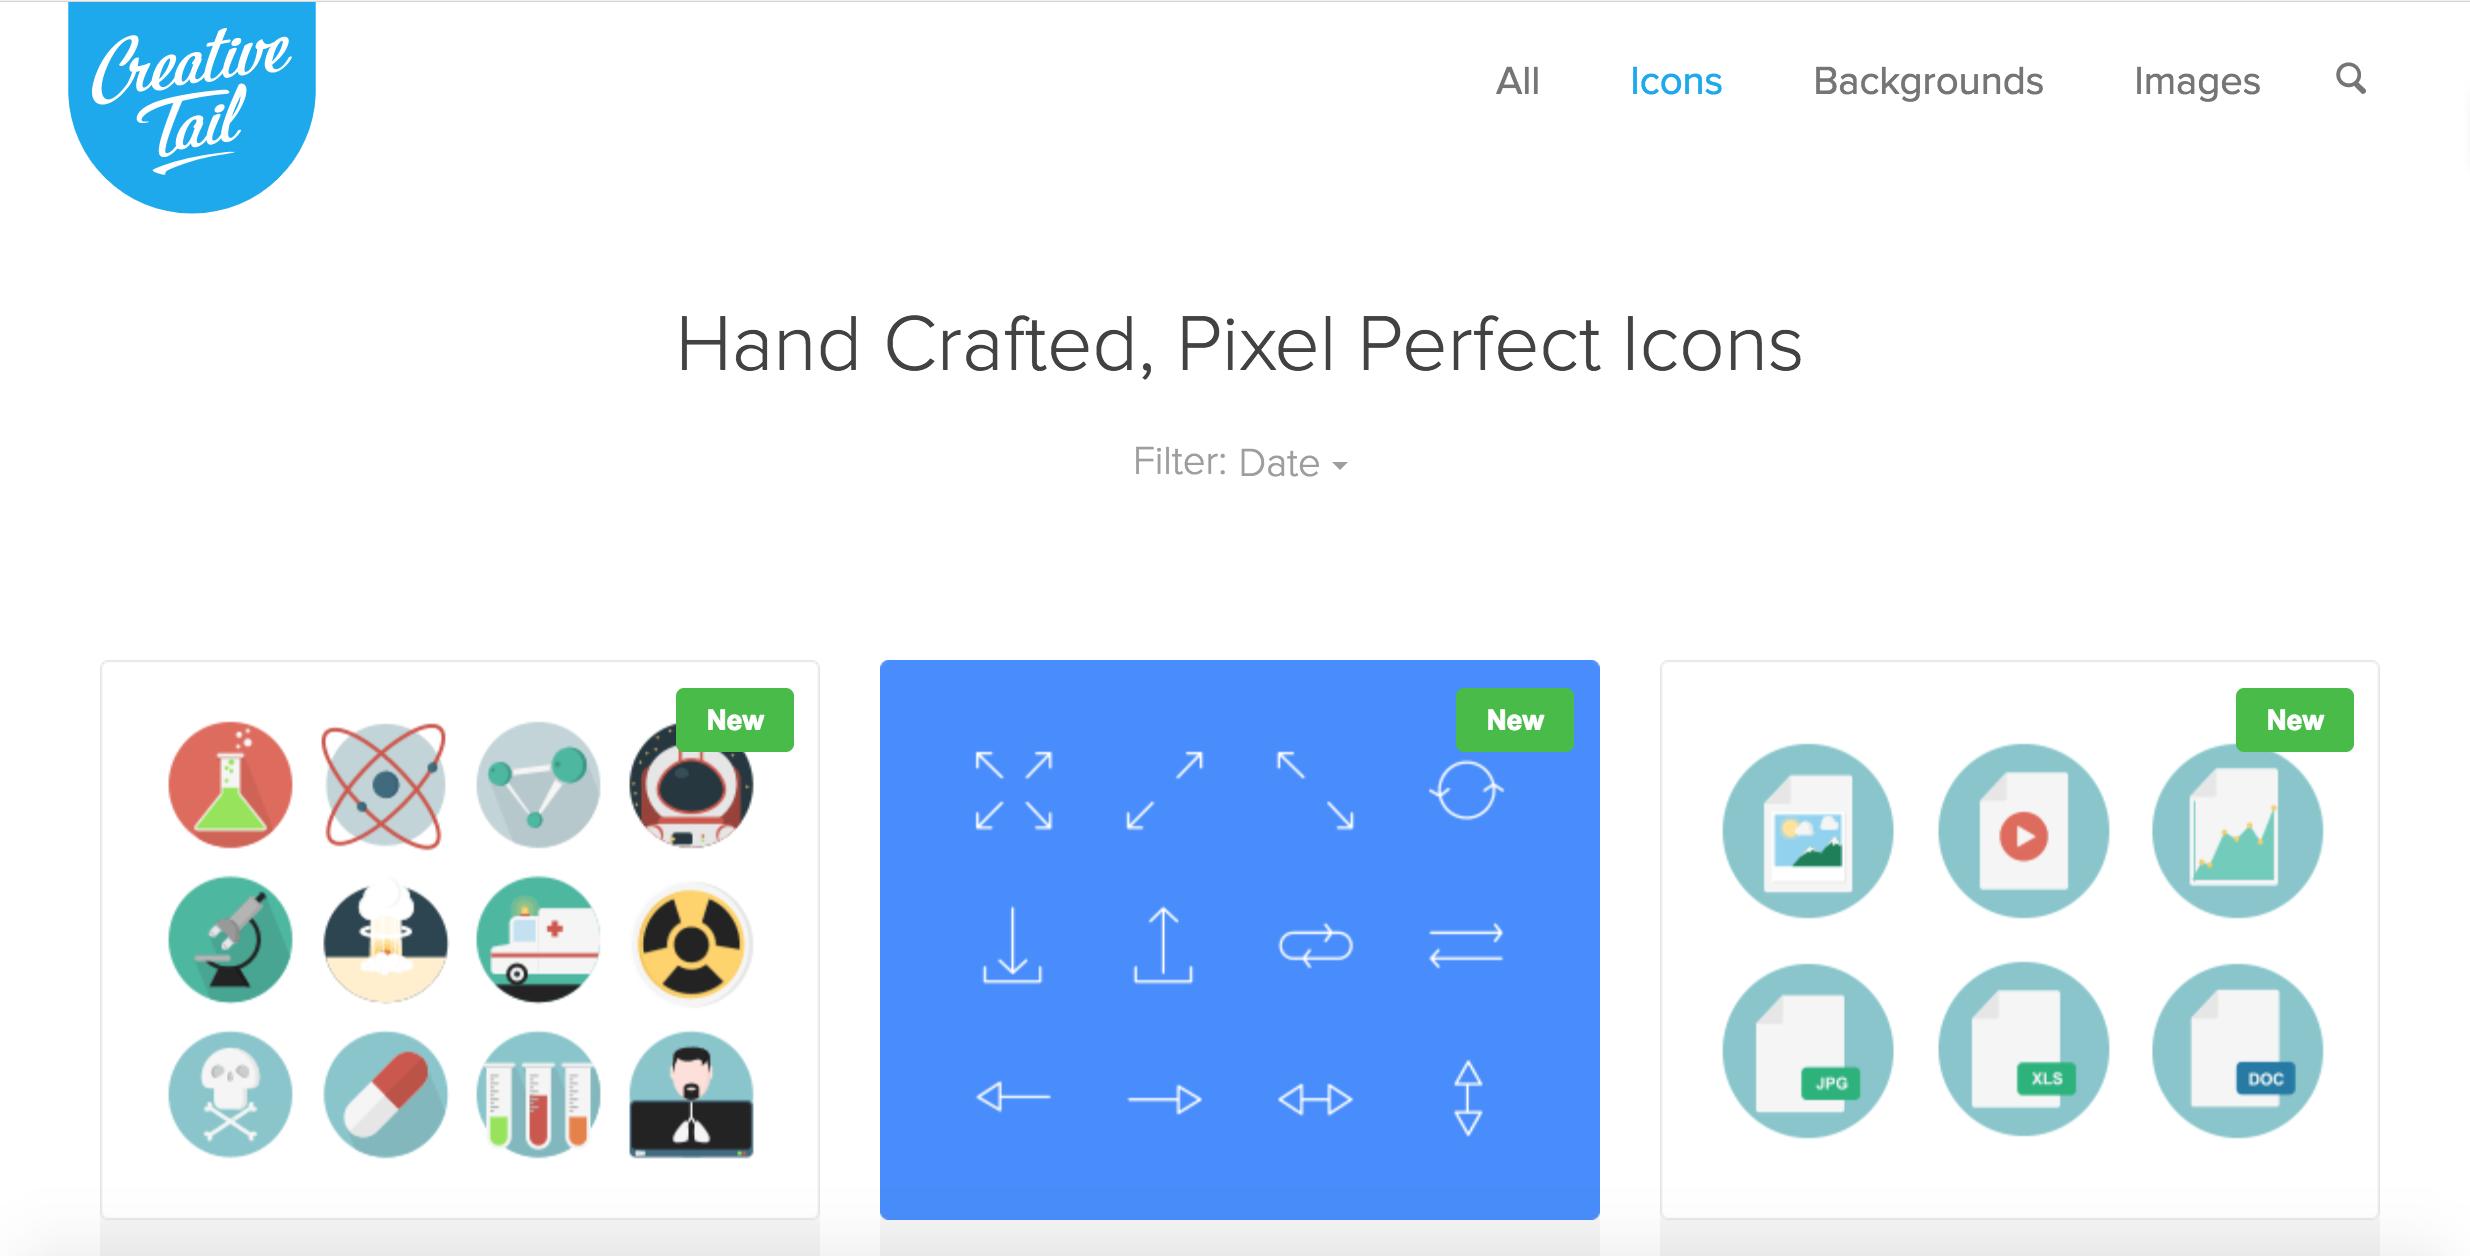 Creative
Tail
All
Icons
Backgrounds
Images
Hand Crafted, Pixel Perfect Icons
Filter: Date
New
New
New
JPG
XLS
DOC